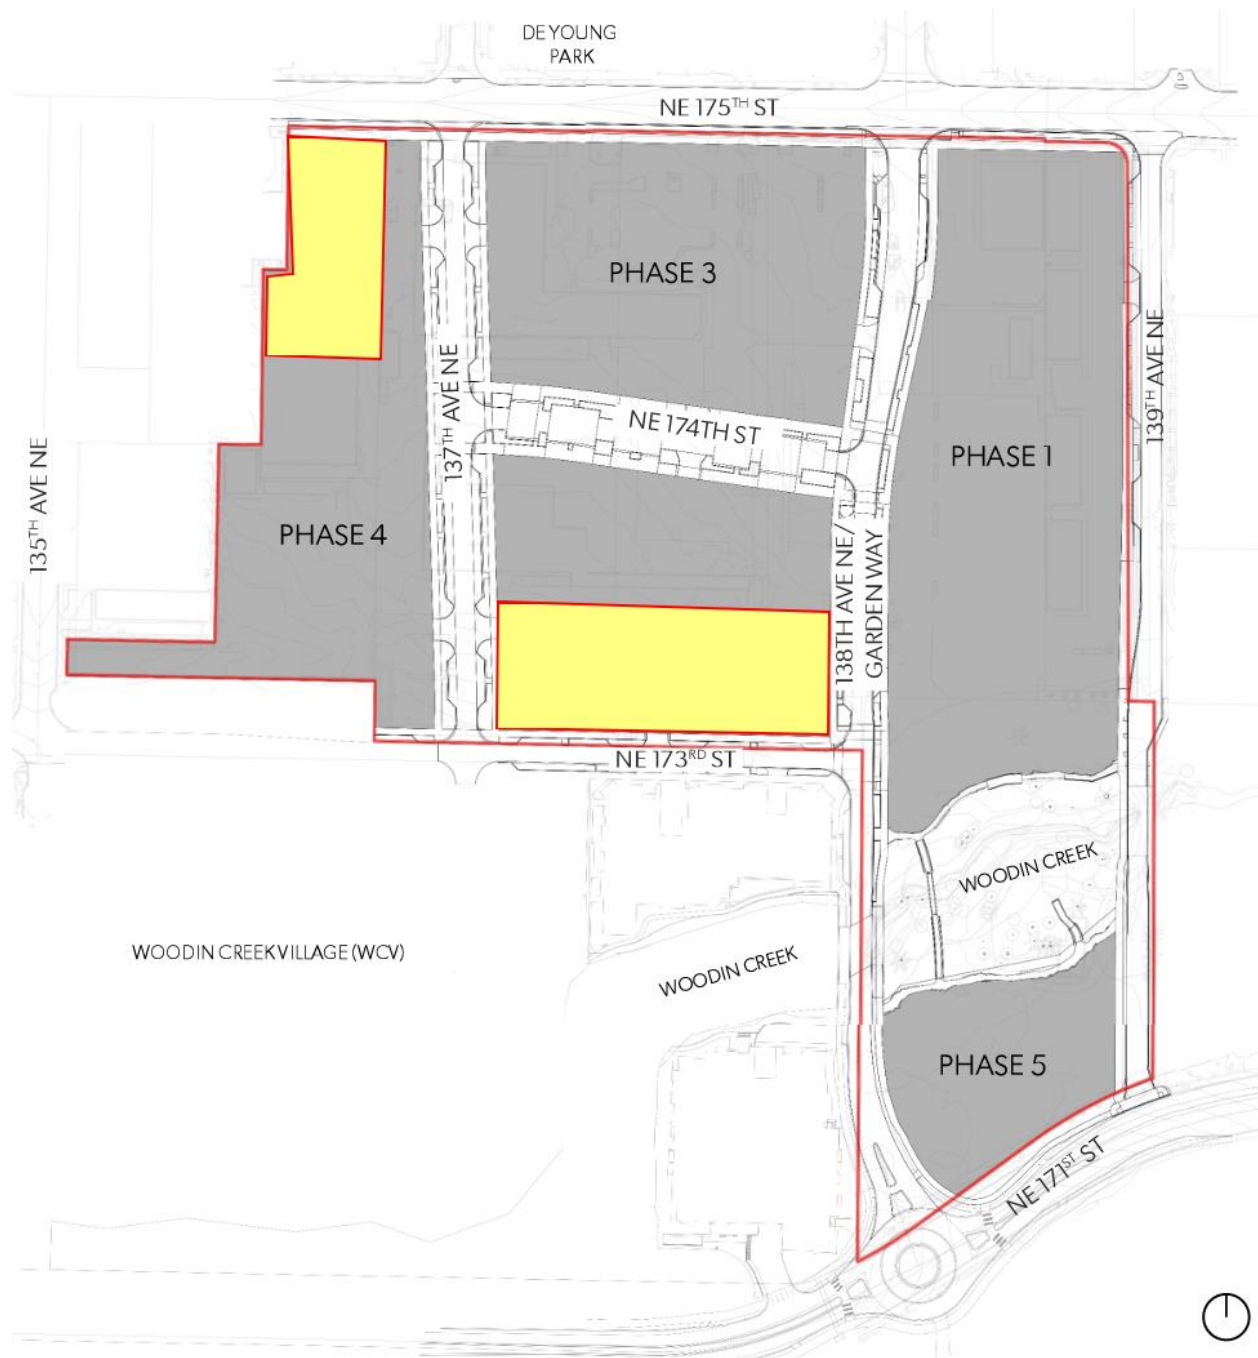 DE YOUNG
PARK
NE 175TH ST
PHASE 3
137TH AVE NE
139TH AVE NE
NE 174TH ST
PHASE 1
135TH AVE NE
PHASE 4
138TH AVE NE/
GARDEN WAY
NE 173RD ST
WOODIN CREEK
WOODIN CREEK VILLAGE (WCV)
WOODIN CREEK
PHASE 5
NE 171ST ST